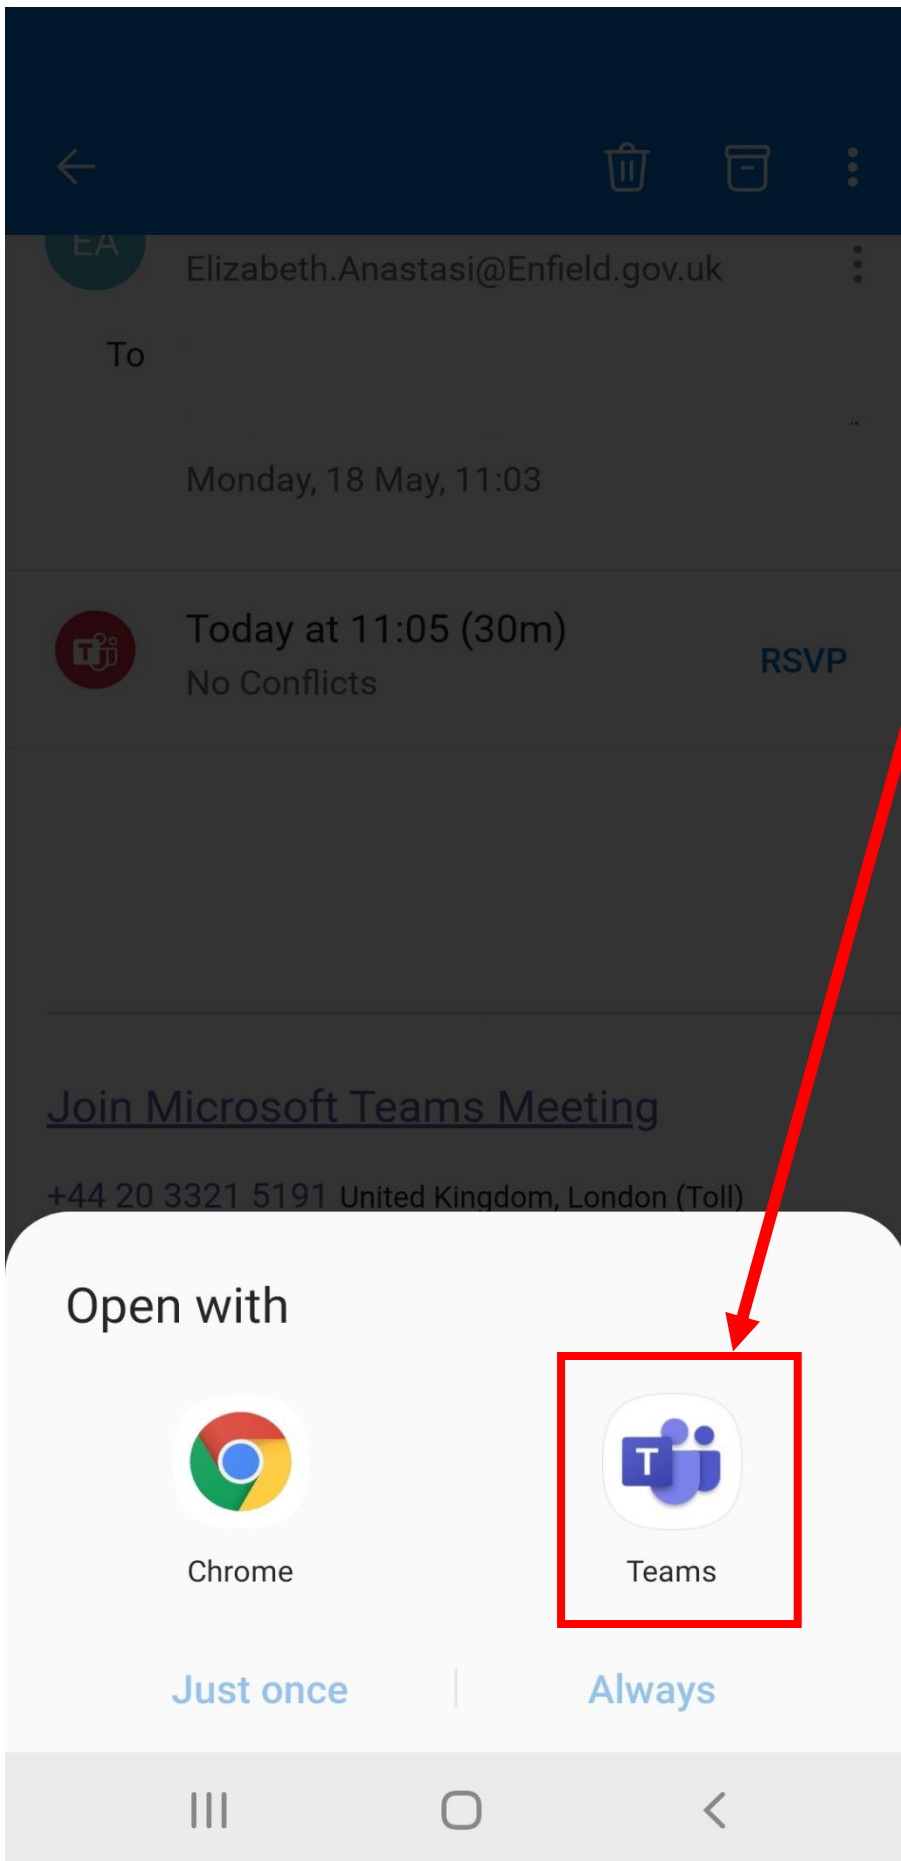 EA
Elizabeth.Anastasi@Enfield.gov.uk
To
Monday, 18 May, 11:03
T
Today at 11:05 (30m)
No Conflicts
RSVP
Join Microsoft Teams Meeting
+44 20 3321 5191 United Kingdom, London (Toll)
Open with
T
Chrome
Teams
Just once
Always